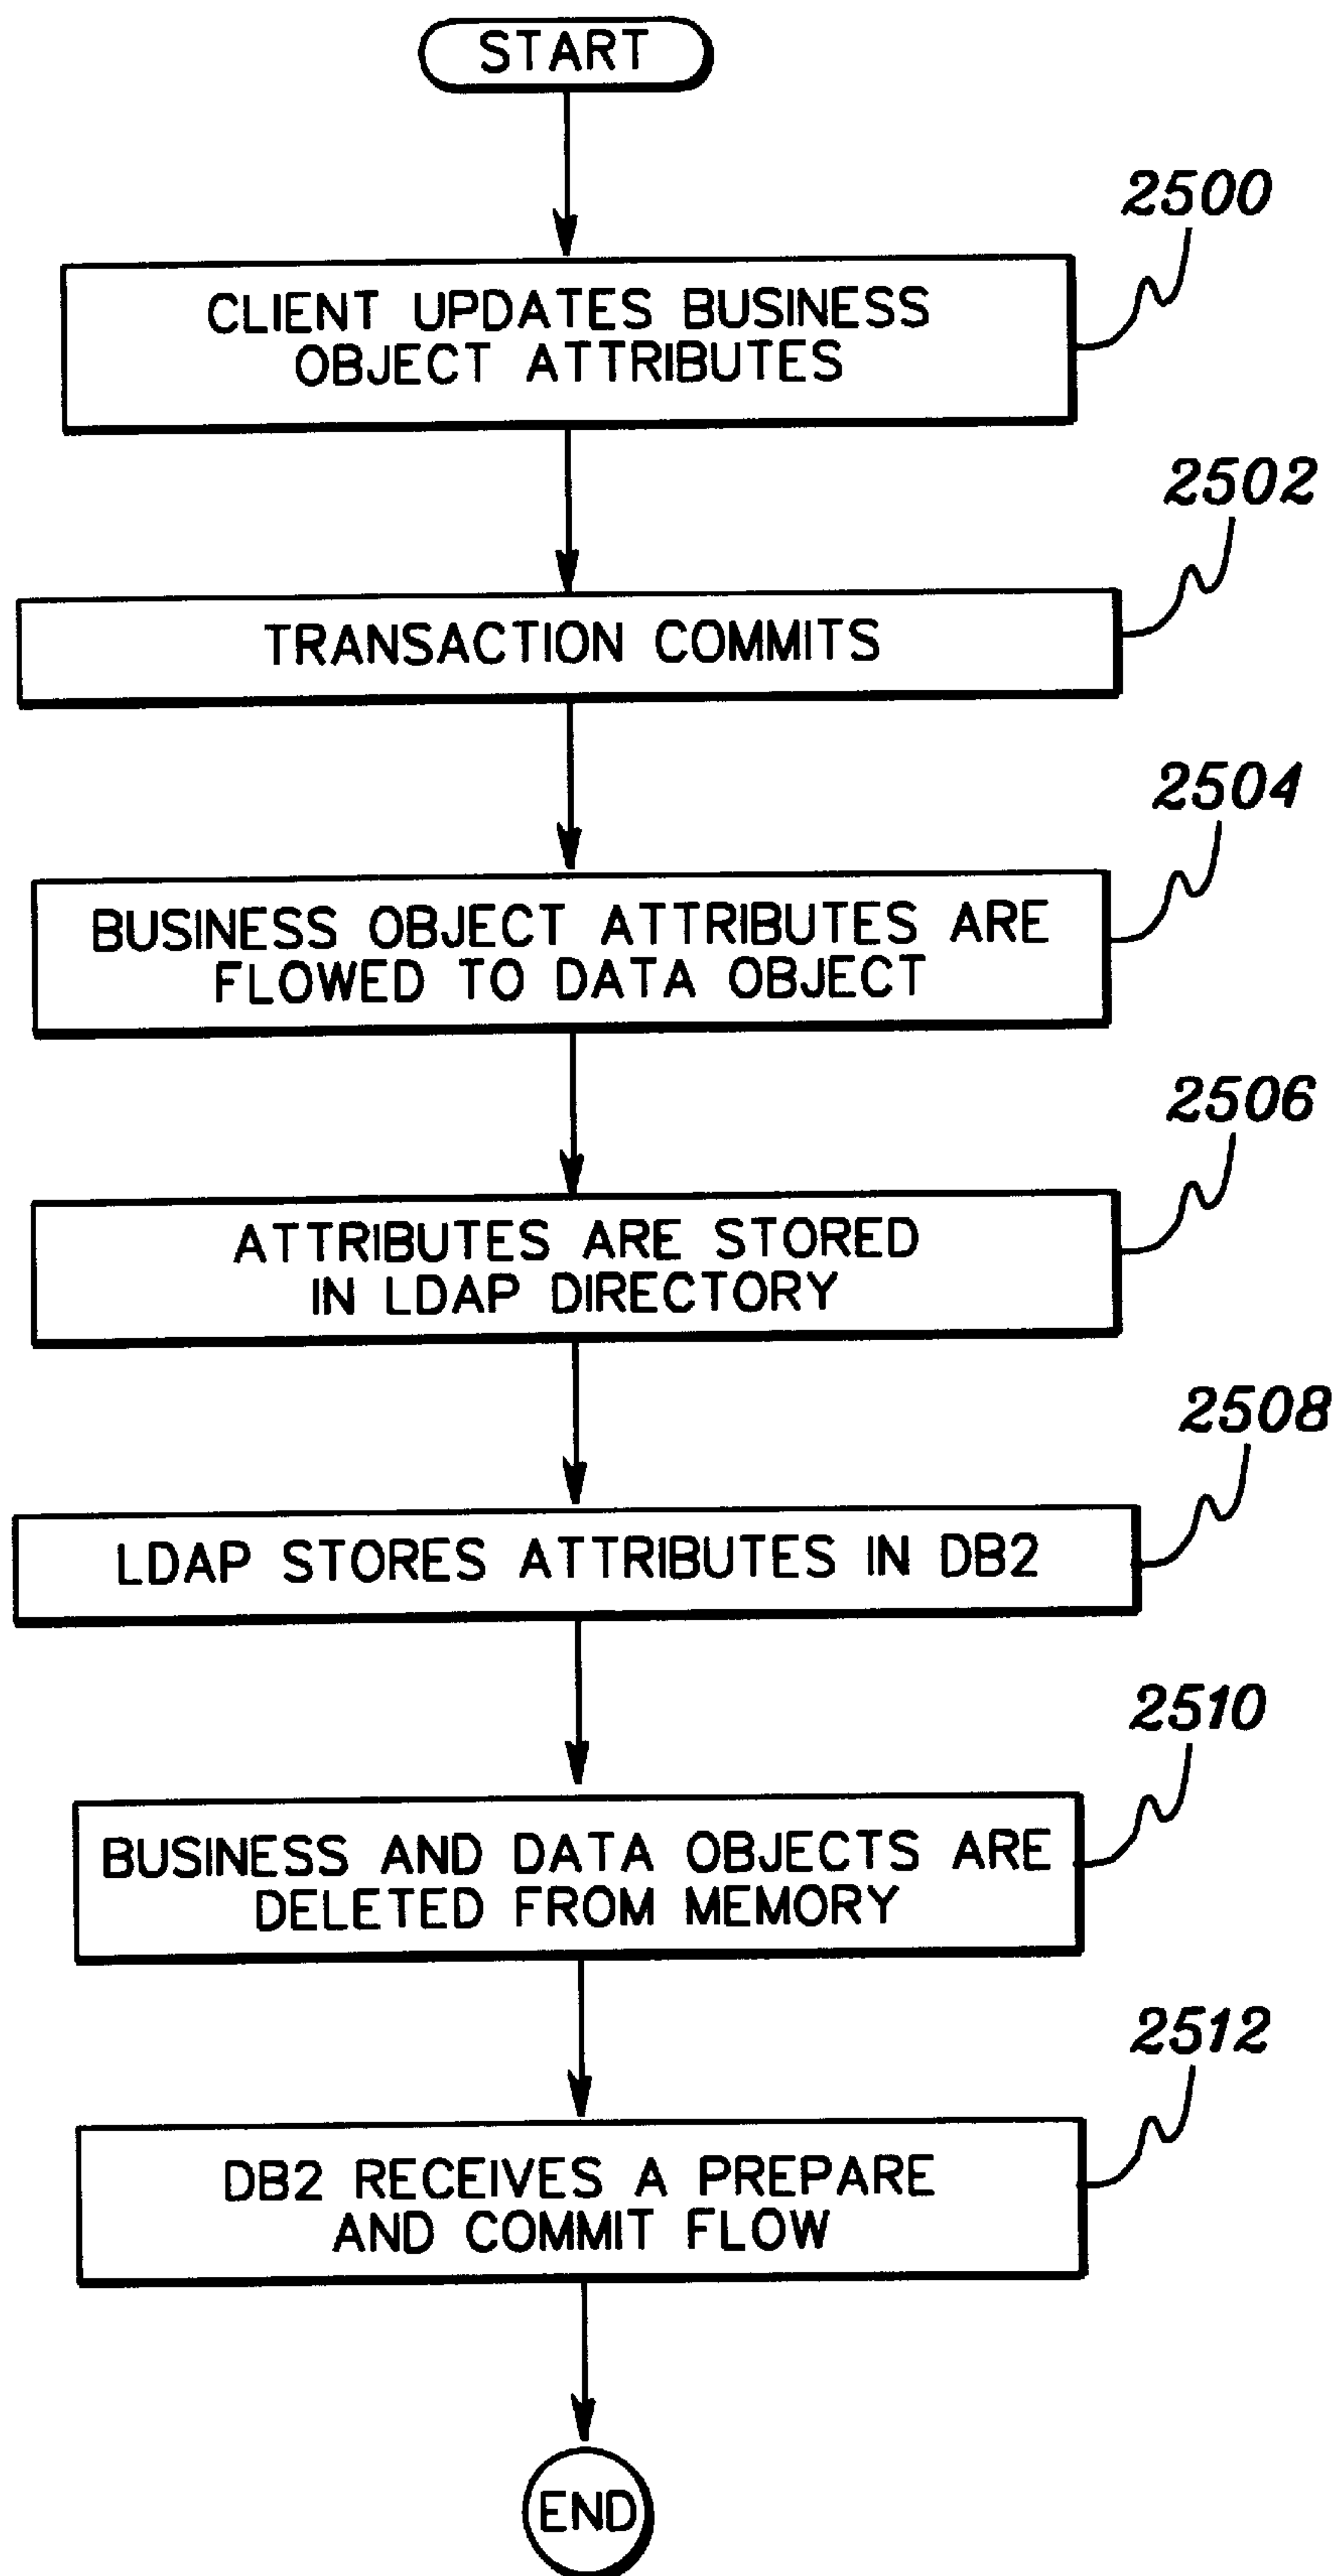 START
2500
CLIENT UPDATES BUSINESS
OBJECT ATTRIBUTES
2502
TRANSACTION COMMITS
2504
BUSINESS OBJECT ATTRIBUTES ARE
FLOWED TO DATA OBJECT
2506
ATTRIBUTES ARE STORED
IN LDAP DIRECTORY
2508
LDAP STORES ATTRIBUTES IN DB2
2510
BUSINESS AND DATA OBJECTS ARE
DELETED FROM MEMORY
2512
DB2 RECEIVES A PREPARE
AND COMMIT FLOW
END